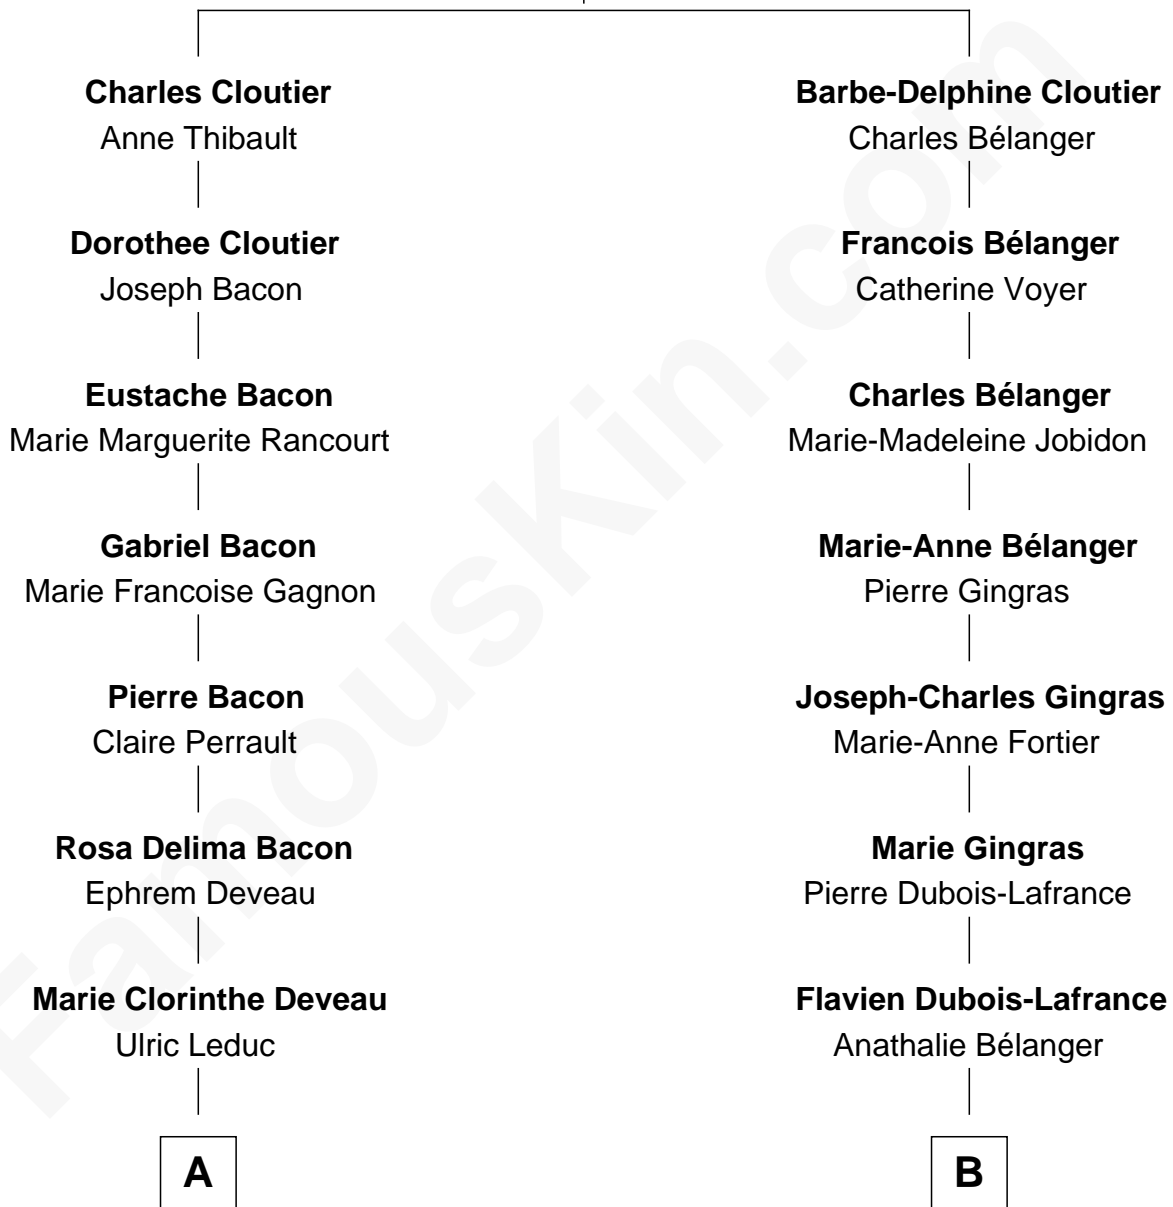 Charles Cloutier
Anne Thibault
Dorothee Cloutier
Joseph Bacon
Eustache Bacon
Marie Marguerite Rancourt
Gabriel Bacon
Marie Francoise Gagnon
Pierre Bacon
Claire Perrault
Rosa Delima Bacon
Ephrem Deveau
Marie Clorinthe Deveau
Ulric Leduc
A
Barbe-Delphine Cloutier
Charles Bélanger
Francois Bélanger
Catherine Voyer
Charles Bélanger
Marie-Madeleine Jobidon
Marie-Anne Bélanger
Pierre Gingras
Joseph-Charles Gingras
Marie-Anne Fortier
Marie Gingras
Pierre Dubois-Lafrance
Flavien Dubois-Lafrance
Anathalie Bélanger
B
FamousKin.com